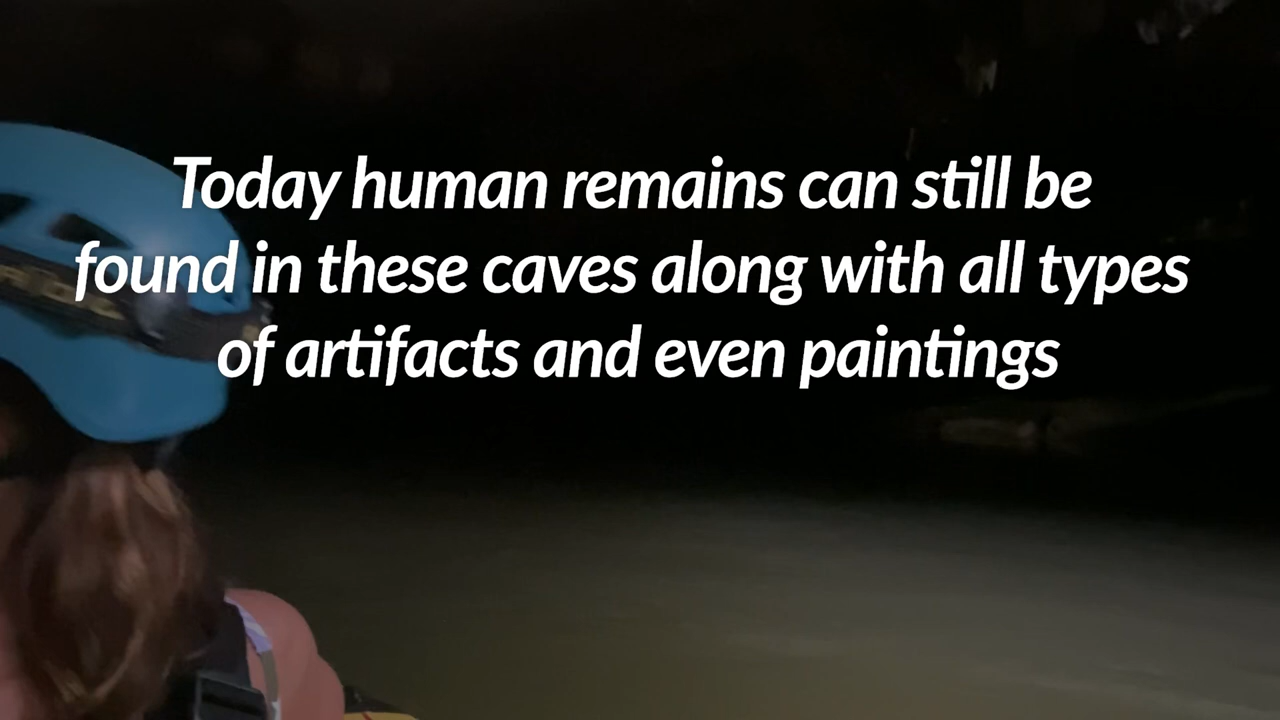 Today human remains can still be
found in these caves along with all types
of artifacts and even paintings